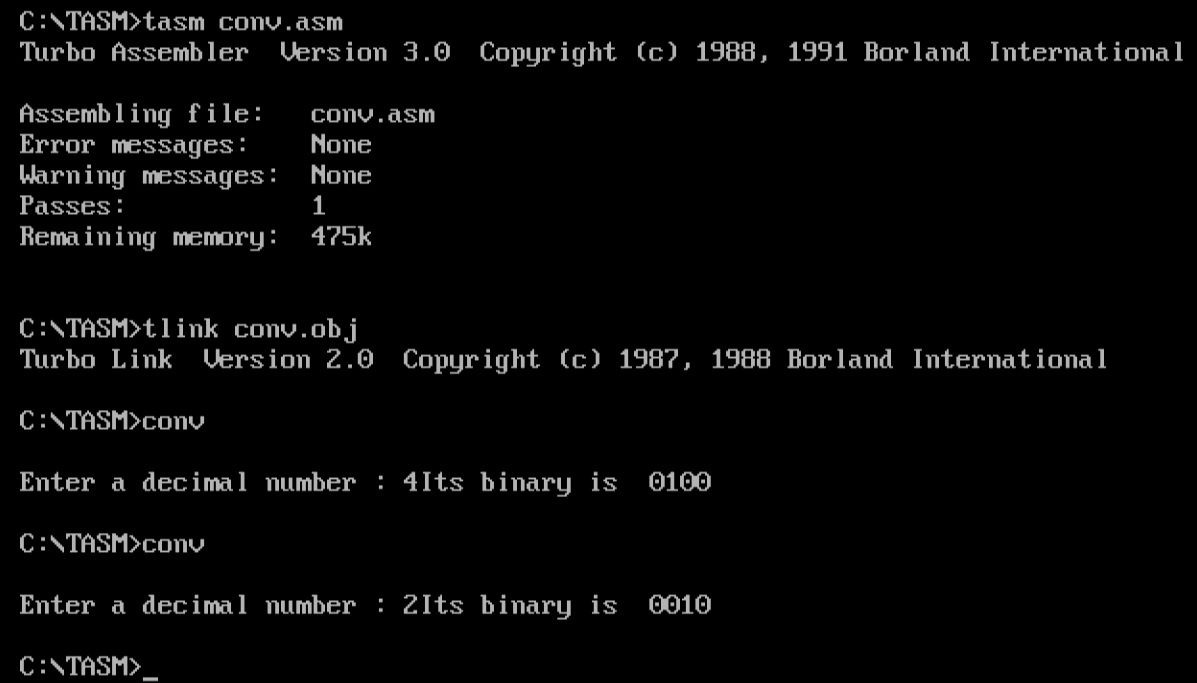 C:\TASM>tasm conv.asm
Turbo Assembler  Version 3.0  Copyright (c) 1988, 1991 Borland International
Assembling file:   conv.asm
Error messages:    None
Warning messages:  None
Passes:            1
Remaining memory:  475k
C:\TASM>tlink conv.obj
Turbo Link  Version 2.0  Copyright (c) 1987, 1988 Borland International
C:\TASM>conv
Enter a decimal number : 4Its binary is  0100
C:\TASM>conv
Enter a decimal number : 2Its binary is  0010
C:\TASM>_